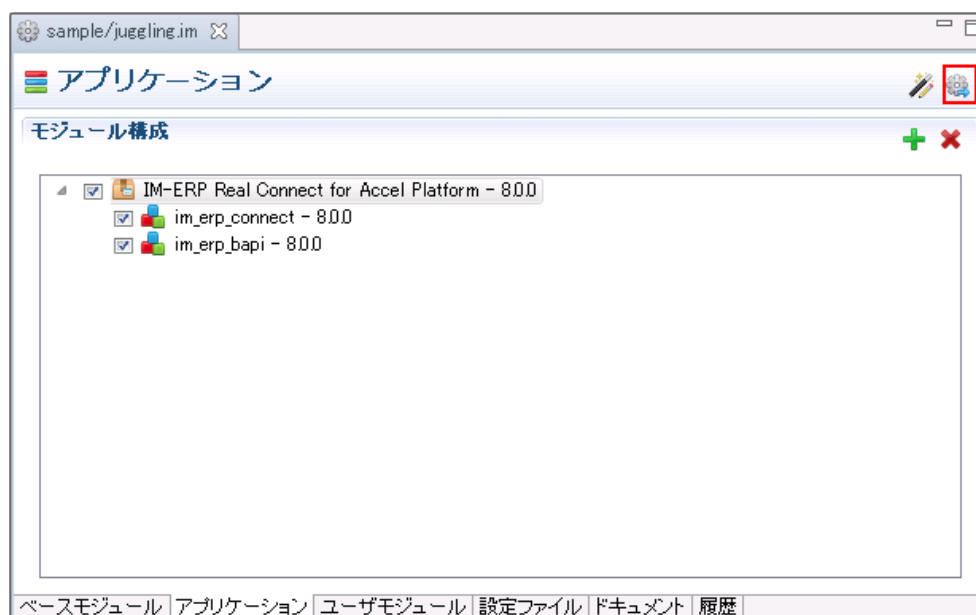 sample/juggling.im
アプリケーション
モジュール構成
IM-ERP Real Connect for Accel Platform - 8.0.0
im_erp_connect - 8.0.0
im_erp_bapi - 8.0.0
ベースモジュール アプリケーション ユーザモジュール 設定ファイル ドキュメント 履歴